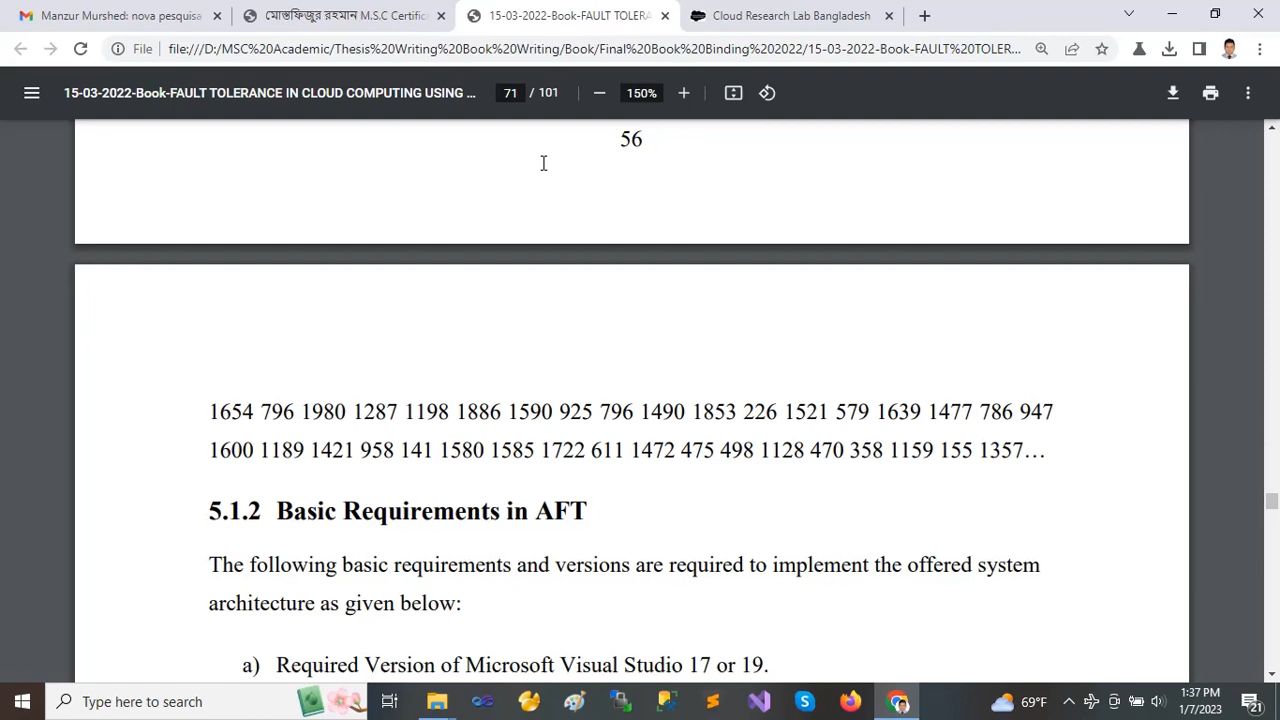 Manzur Murshed: nova pesquisa
মোস্তফিজুর রহমান M.S.C Certific
15-03-2022-Book-FAULT TOLERA
Cloud Research Lab Bangladesh
File
file:///D:/MSC%20Academic/Thesis%20Writing%20Book%20Writing/Book/Final%20Book%20Binding%202022/15-03-2022-Book-FAULT%20TOLER...
15-03-2022-Book-FAULT TOLERANCE IN CLOUD COMPUTING USING ...
71 / 101
150%
56
1654 796 1980 1287 1198 1886 1590 925 796 1490 1853 226 1521 579 1639 1477 786 947
1600 1189 1421 958 141 1580 1585 1722 611 1472 475 498 1128 470 358 1159 155 1357…
5.1.2 Basic Requirements in AFT
The following basic requirements and versions are required to implement the offered system
architecture as given below:
a) Required Version of Microsoft Visual Studio 17 or 19.
Type here to search
69°F
1:37 PM
1/7/2023
21